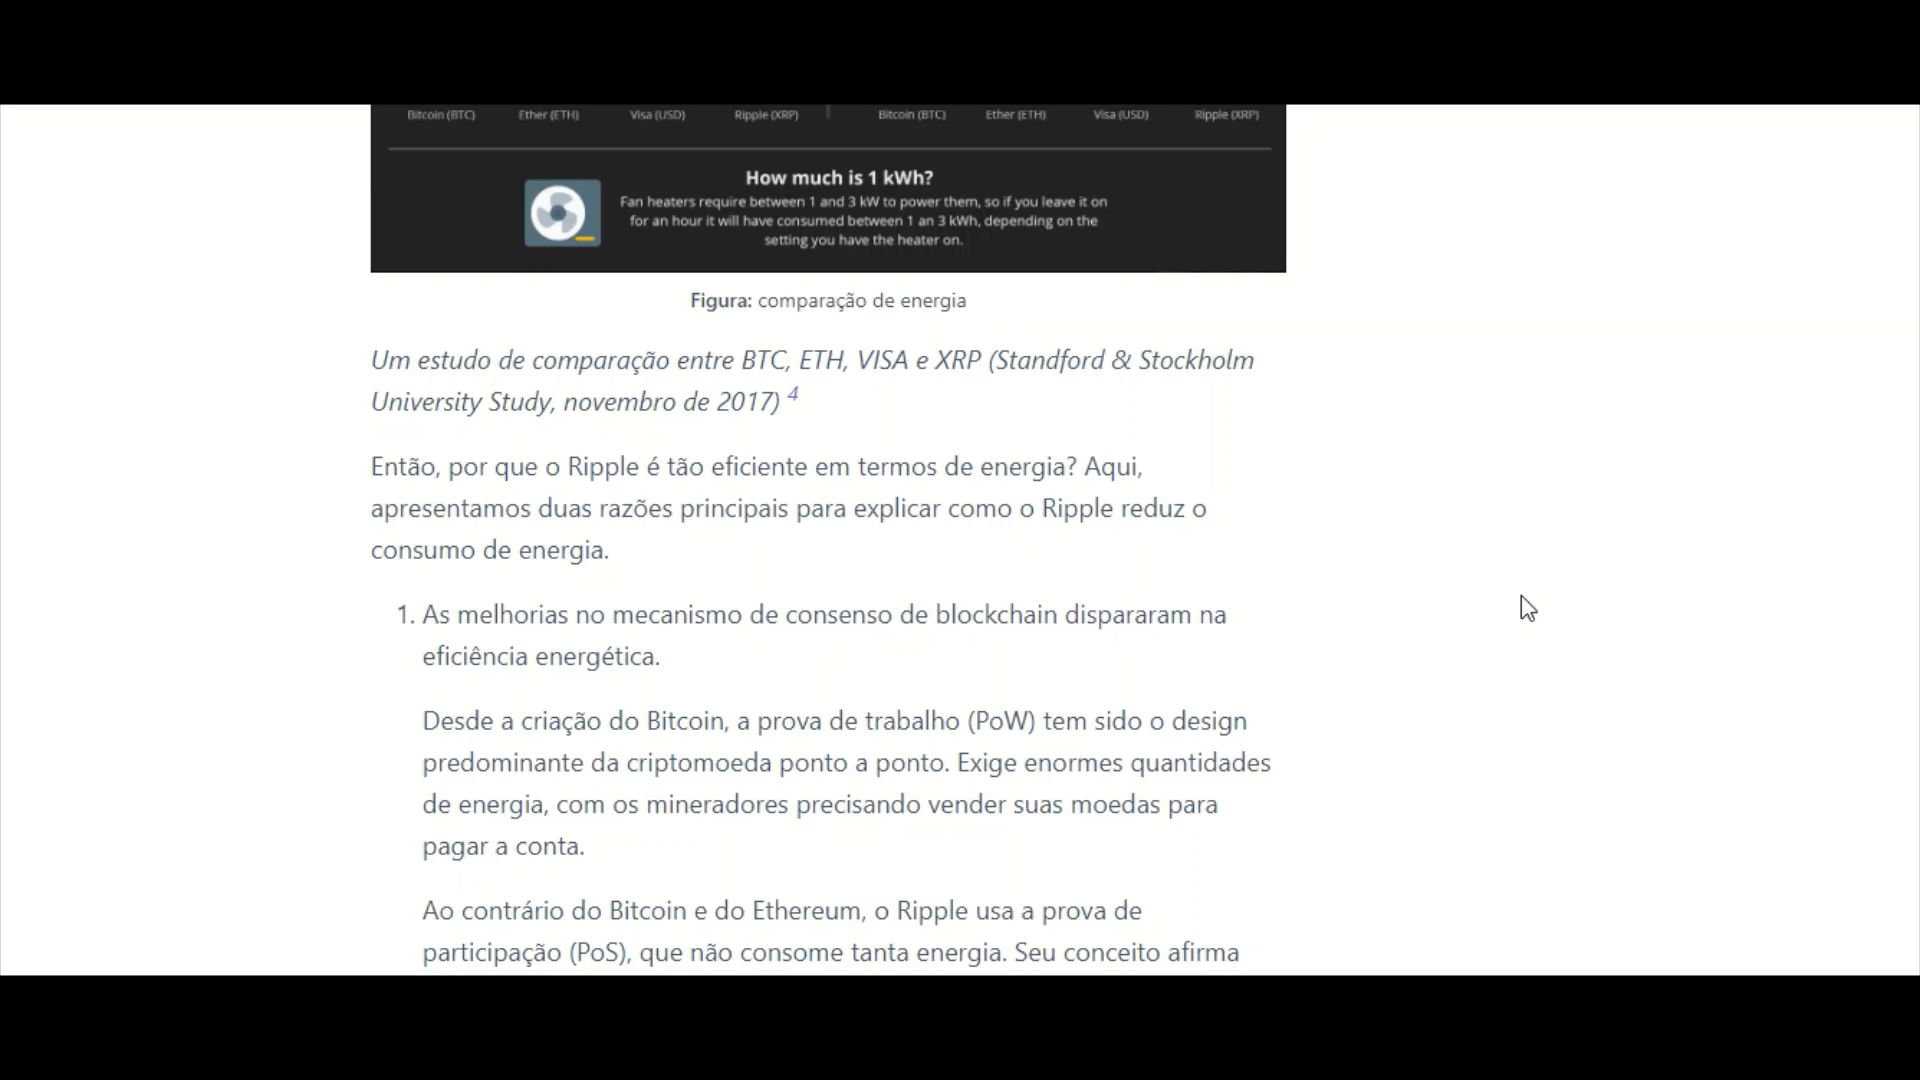 Bitcoin (BTC) Ether (ETH) Visa (USD) Ripple (XRP) Bitcoin (BTC) Ether (ETH) Visa (USD) Ripple (XRP)
How much is 1 kWh?
Fan heaters require between 1 and 3 kW to power them, so if you leave it on
for an hour it will have consumed between 1 an 3 kWh, depending on the
setting you have the heater on.
Figura: comparação de energia
Um estudo de comparação entre BTC, ETH, VISA e XRP (Standford & Stockholm
University Study, novembro de 2017) 4
Então, por que o Ripple é tão eficiente em termos de energia? Aqui,
apresentamos duas razões principais para explicar como o Ripple reduz o
consumo de energia.
1. As melhorias no mecanismo de consenso de blockchain dispararam na
eficiência energética.
Desde a criação do Bitcoin, a prova de trabalho (PoW) tem sido o design
predominante da criptomoeda ponto a ponto. Exige enormes quantidades
de energia, com os mineradores precisando vender suas moedas para
pagar a conta.
Ao contrário do Bitcoin e do Ethereum, o Ripple usa a prova de
participação (PoS), que não consome tanta energia. Seu conceito afirma